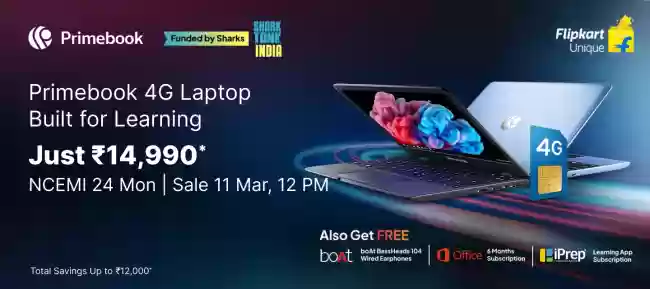 Primebook
Funded by Sharks
SHARK
TANK
INDIA
Flipkart
Unique
Primebook 4G Laptop
Built for Learning
Just ₹14,990*
NCEMI 24 Mon | Sale 11 Mar, 12 PM
4G
Also Get FREE
boAt
boAt BassHeads 104
Wired Earphones
Office
6 Months
Subscription
iPrep
Learning App
Subscription
Total Savings Up to ₹12,000*